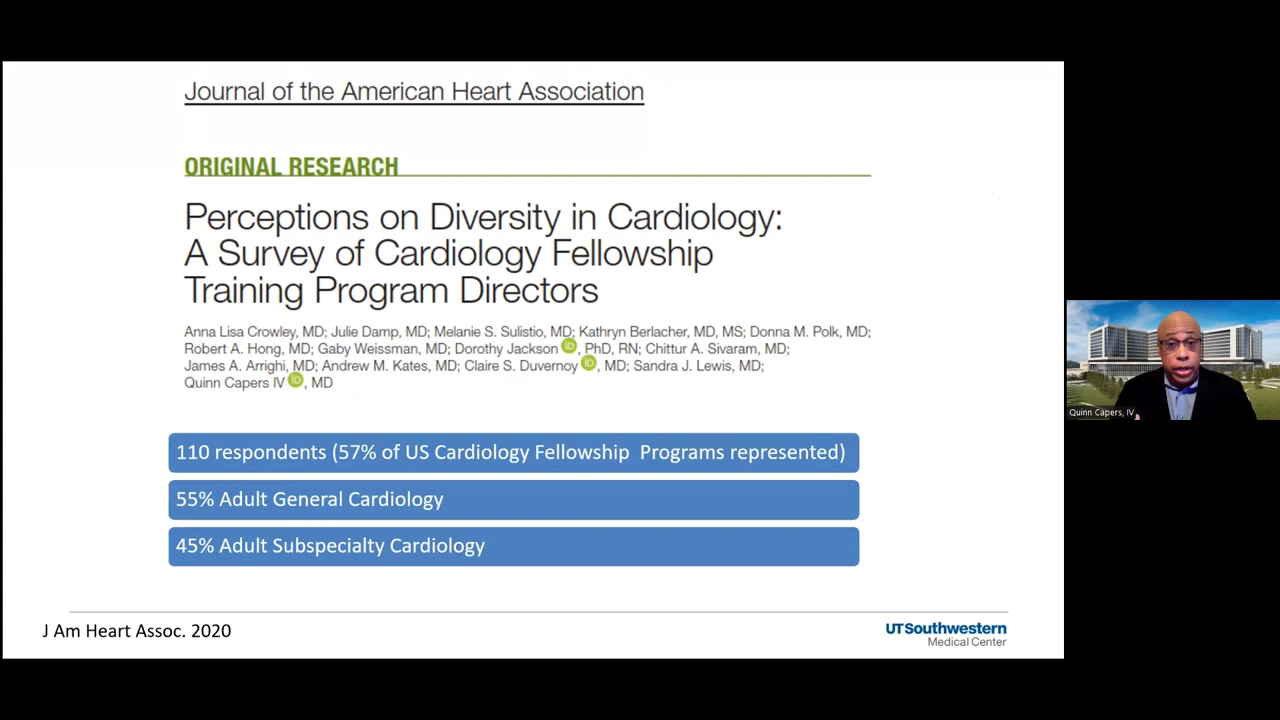 Journal of the American Heart Association
ORIGINAL RESEARCH
Perceptions on Diversity in Cardiology:
A Survey of Cardiology Fellowship
Training Program Directors
Anna Lisa Crowley, MD; Julie Damp, MD; Melanie S. Sulistio, MD; Kathryn Berlacher, MD, MS; Donna M. Polk, MD;
Robert A. Hong, MD; Gaby Weissman, MD; Dorothy Jackson iD, PhD, RN; Chittur A. Sivaram, MD;
James A. Arrighi, MD; Andrew M. Kates, MD; Claire S. Duvernoy iD, MD; Sandra J. Lewis, MD;
Quinn Capers IV iD, MD
110 respondents (57% of US Cardiology Fellowship Programs represented)
55% Adult General Cardiology
45% Adult Subspecialty Cardiology
J Am Heart Assoc. 2020
UTSouthwestern
Medical Center
Quinn Capers, IV